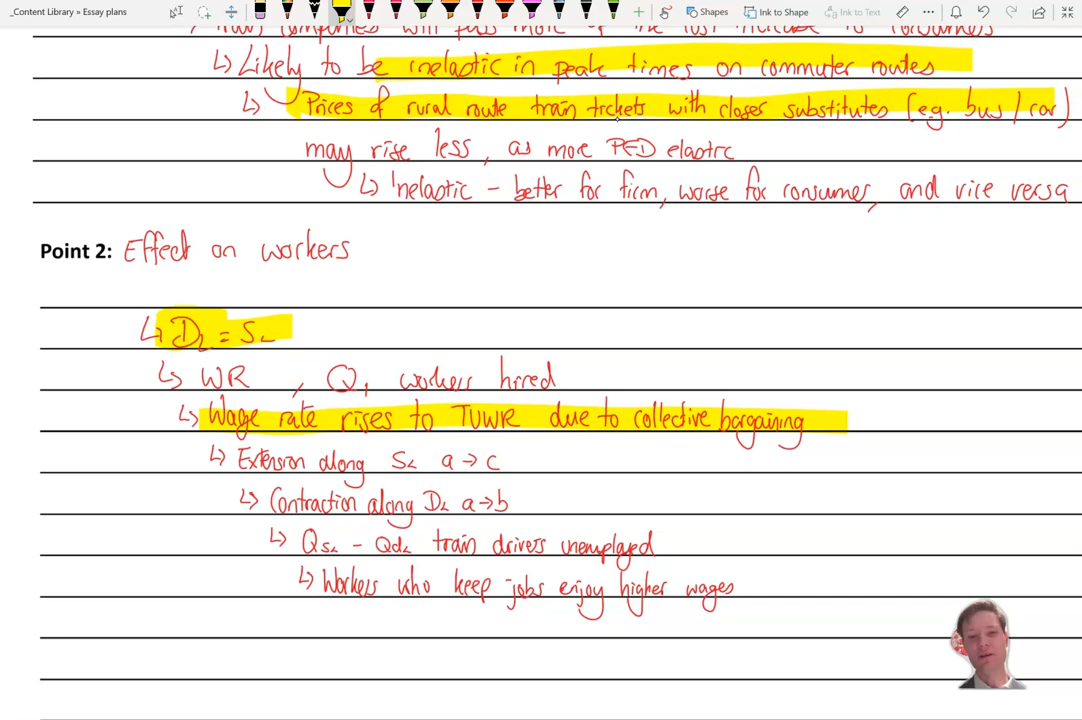 _Content Library » Essay plans
Shapes
Ink to Shape
Ink to Text
↳ Likely to be inelastic in peak times on commuter routes
↳ Prices of rural route train tickets with closer substitutes (e.g. bus / car)
may rise less, as more PED elastic
↳ Inelastic - better for firm, worse for consumer, and vice versa
Point 2: Effect on workers
↳ DL = SL
↳ WR , Q, workers hired
↳ Wage rate rises to TUWR due to collective bargaining
↳ Extension along SL a → c
↳ Contraction along DL a → b
↳ QSL - QdL train drivers unemployed
↳ Workers who keep jobs enjoy higher wages